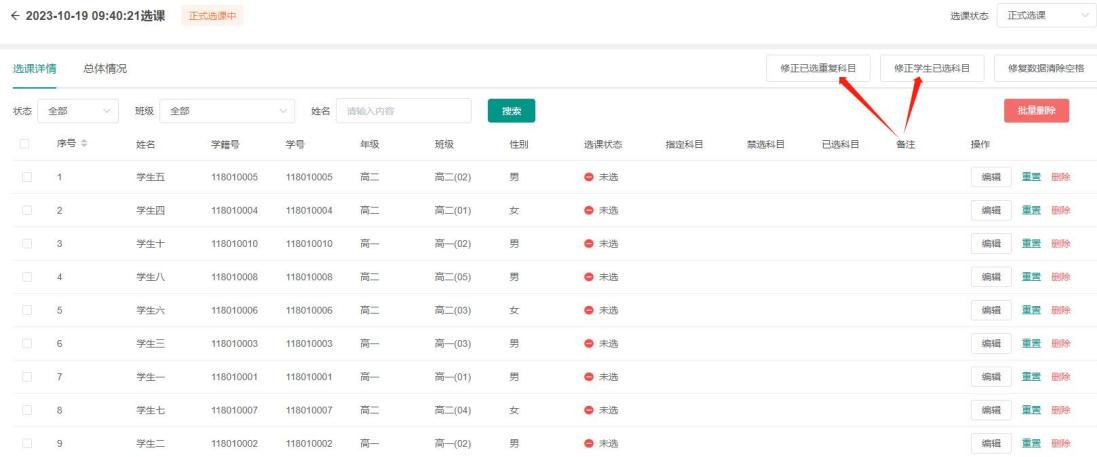 ← 2023-10-19 09:40:21选课 正式选课中 选课状态 正式选课
选课详情 总体情况 修正已选重复科目 修正学生已选科目 修复数据清除空格
状态 全部 班级 全部 姓名 请输入内容 搜索 批量删除
序号 姓名 学籍号 学号 年级 班级 性别 选课状态 指定科目 禁选科目 已选科目 备注 操作
1 学生五 118010005 118010005 高二 高二(02) 男 未选 编辑 重置 删除
2 学生四 118010004 118010004 高二 高二(01) 女 未选 编辑 重置 删除
3 学生十 118010010 118010010 高一 高一(02) 男 未选 编辑 重置 删除
4 学生八 118010008 118010008 高二 高二(05) 男 未选 编辑 重置 删除
5 学生六 118010006 118010006 高二 高二(03) 女 未选 编辑 重置 删除
6 学生三 118010003 118010003 高一 高一(03) 男 未选 编辑 重置 删除
7 学生一 118010001 118010001 高一 高一(01) 男 未选 编辑 重置 删除
8 学生七 118010007 118010007 高二 高二(04) 女 未选 编辑 重置 删除
9 学生二 118010002 118010002 高一 高一(02) 男 未选 编辑 重置 删除